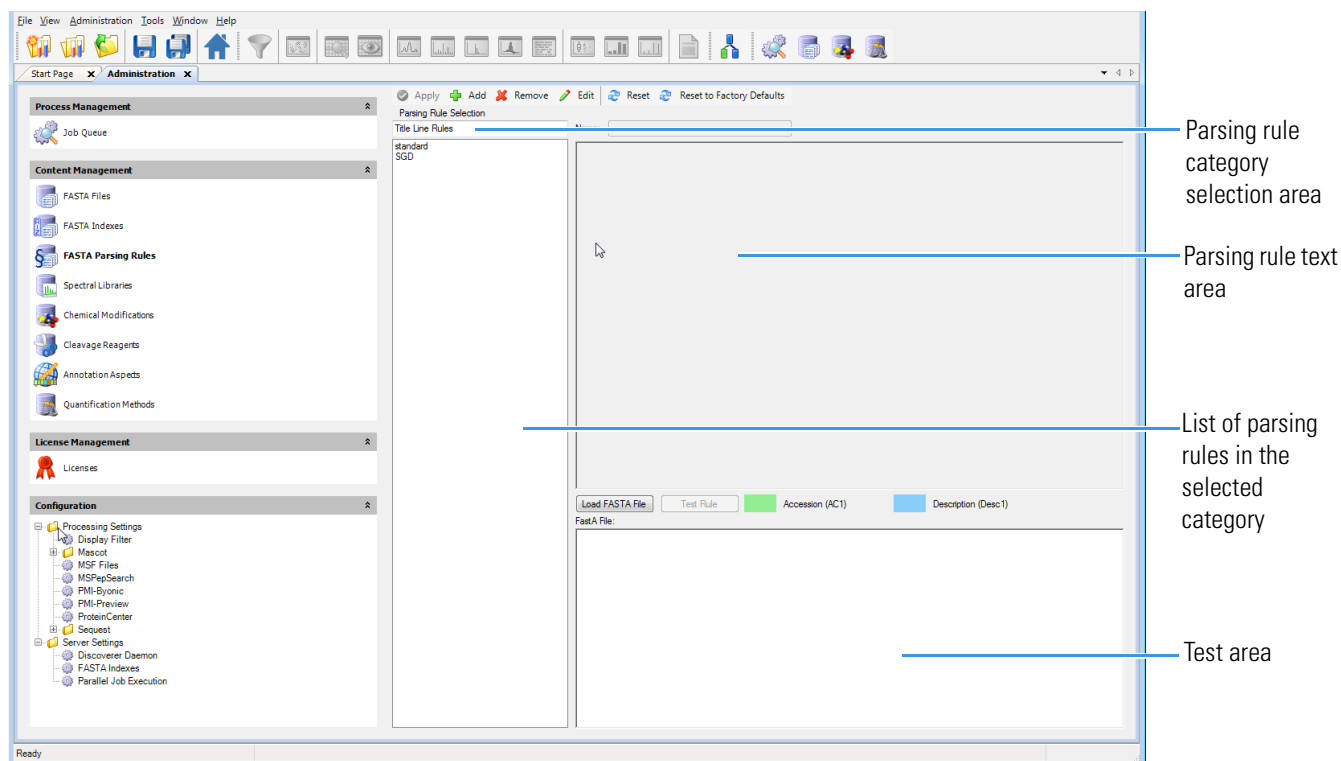 File View Administration Tools Window Help
Start Page x Administration x
Process Management
Job Queue
Content Management
FASTA Files
FASTA Indexes
FASTA Parsing Rules
Spectral Libraries
Chemical Modifications
Cleavage Reagents
Annotation Aspects
Quantification Methods
License Management
Licenses
Configuration
Processing Settings
Display Filter
Mascot
MSF Files
MSPepSearch
PMI-Byonic
PMI-Preview
ProteinCenter
Sequest
Server Settings
Discoverer Daemon
FASTA Indexes
Parallel Job Execution
Apply Add Remove Edit Reset Reset to Factory Defaults
Parsing Rule Selection
Title Line Rules
Name:
standard
SGD
Load FASTA File Test Rule Accession (AC1) Description (Desc1)
FastA File:
Parsing rule
category
selection area
Parsing rule text
area
List of parsing
rules in the
selected
category
Test area
Ready